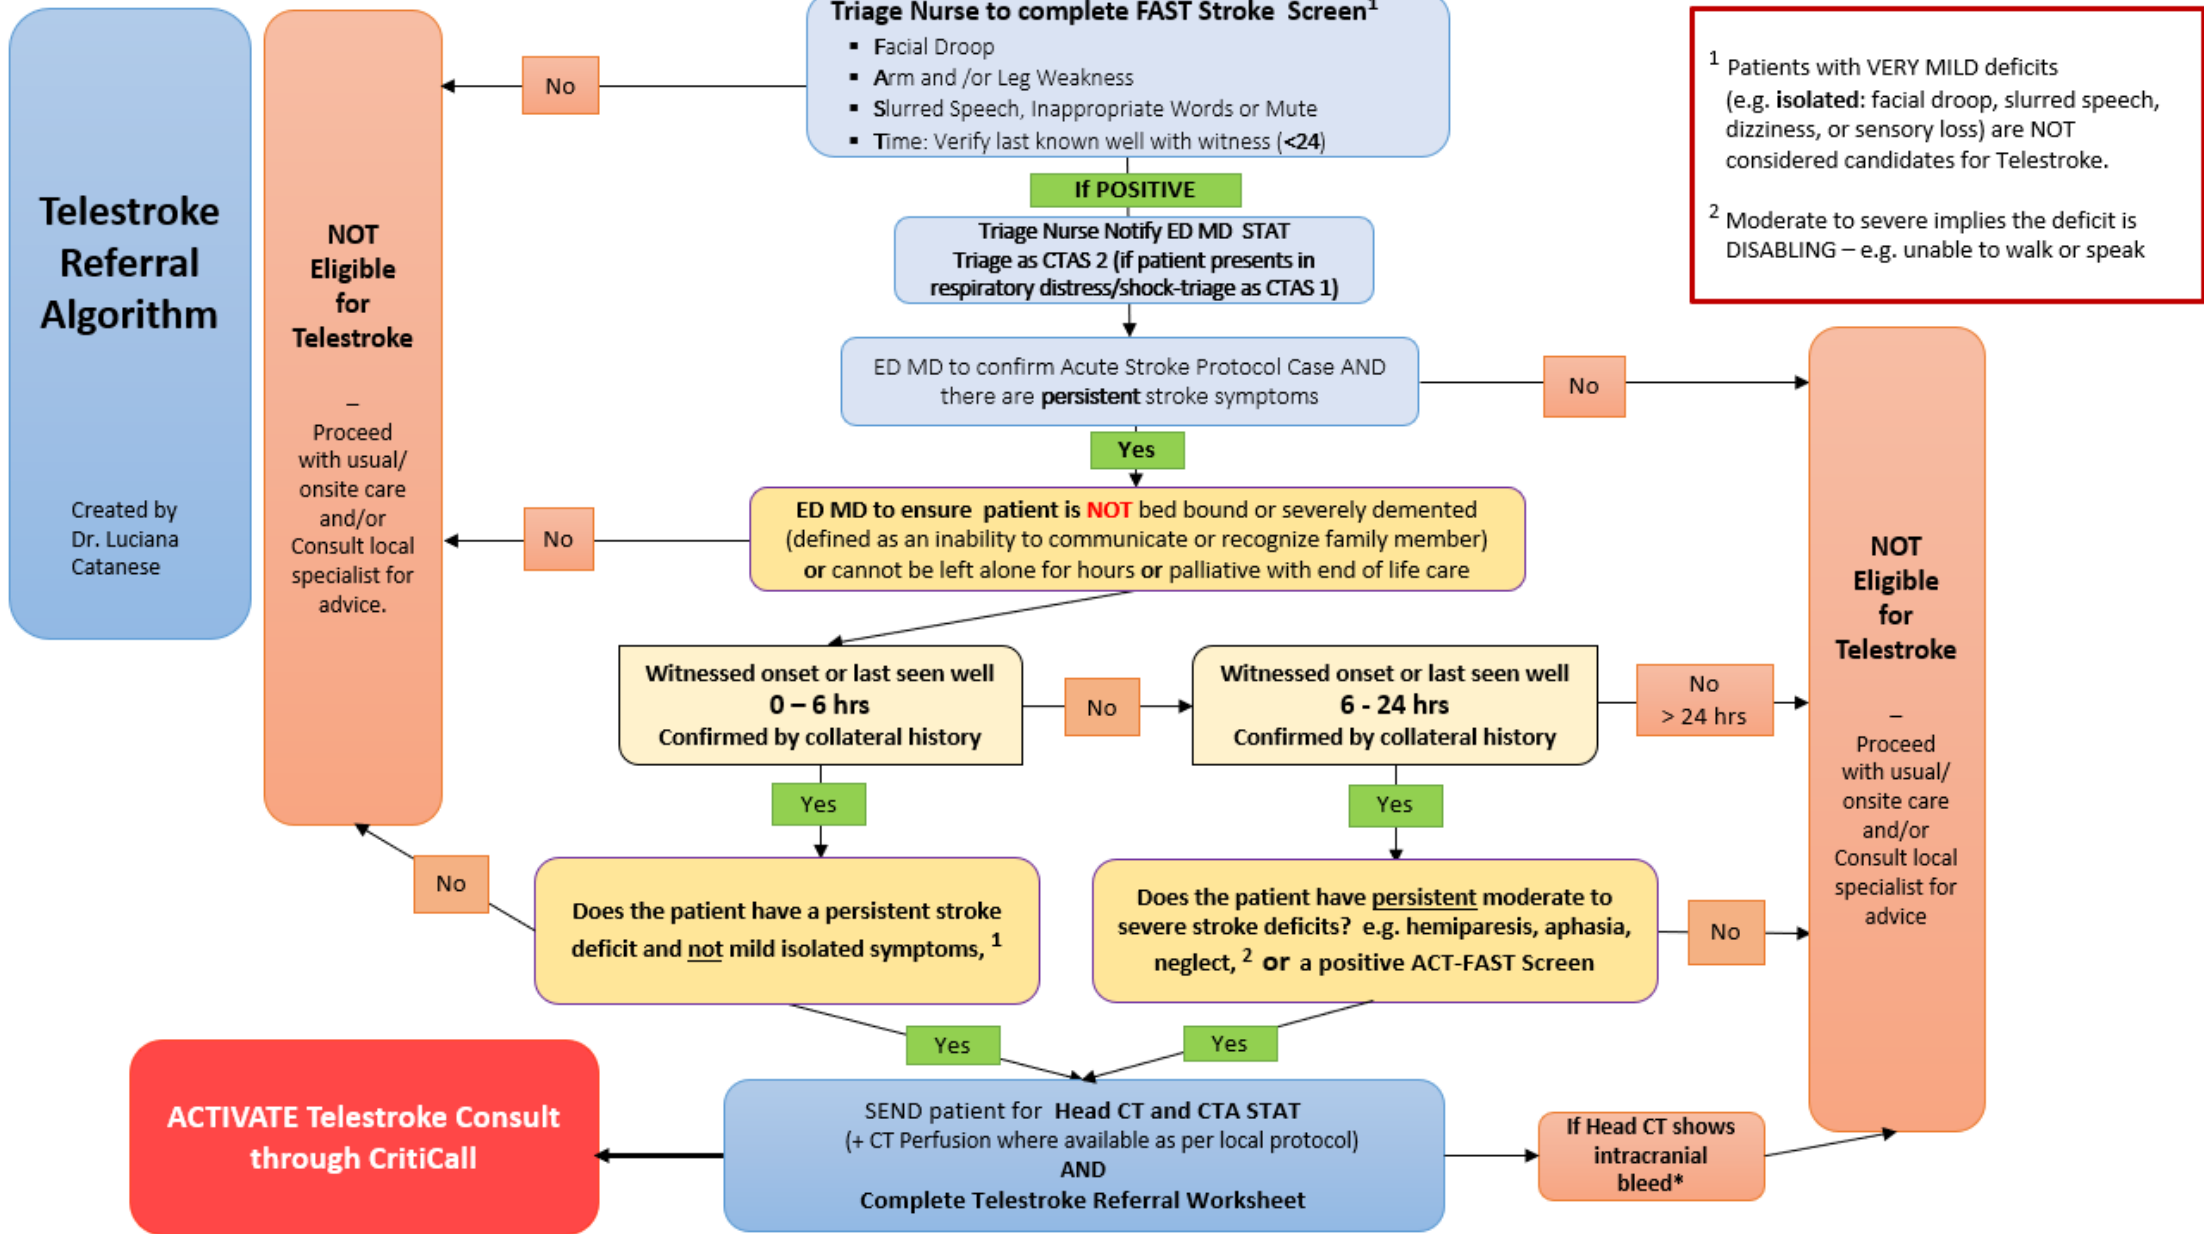 Telestroke
Referral
Algorithm
Created by
Dr. Luciana
Catanese
NOT
Eligible
for
Telestroke
–
Proceed
with usual/
onsite care
and/or
Consult local
specialist for
advice.
No
Triage Nurse to complete FAST Stroke Screen1
▪ Facial Droop
▪ Arm and /or Leg Weakness
▪ Slurred Speech, Inappropriate Words or Mute
▪ Time: Verify last known well with witness (<24)
1 Patients with VERY MILD deficits
(e.g. isolated: facial droop, slurred speech,
dizziness, or sensory loss) are NOT
considered candidates for Telestroke.
2 Moderate to severe implies the deficit is
DISABLING – e.g. unable to walk or speak
If POSITIVE
Triage Nurse Notify ED MD STAT
Triage as CTAS 2 (if patient presents in
respiratory distress/shock-triage as CTAS 1)
ED MD to confirm Acute Stroke Protocol Case AND
there are persistent stroke symptoms
No
Yes
ED MD to ensure patient is NOT bed bound or severely demented
(defined as an inability to communicate or recognize family member)
or cannot be left alone for hours or palliative with end of life care
No
Witnessed onset or last seen well
0 – 6 hrs
Confirmed by collateral history
No
Witnessed onset or last seen well
6 - 24 hrs
Confirmed by collateral history
No
> 24 hrs
NOT
Eligible
for
Telestroke
–
Proceed
with usual/
onsite care
and/or
Consult local
specialist for
advice
Yes
Yes
No
Does the patient have a persistent stroke
deficit and not mild isolated symptoms, 1
Does the patient have persistent moderate to
severe stroke deficits? e.g. hemiparesis, aphasia,
neglect, 2 or a positive ACT-FAST Screen
No
Yes
Yes
ACTIVATE Telestroke Consult
through CritiCall
SEND patient for Head CT and CTA STAT
(+ CT Perfusion where available as per local protocol)
AND
Complete Telestroke Referral Worksheet
If Head CT shows
intracranial
bleed*